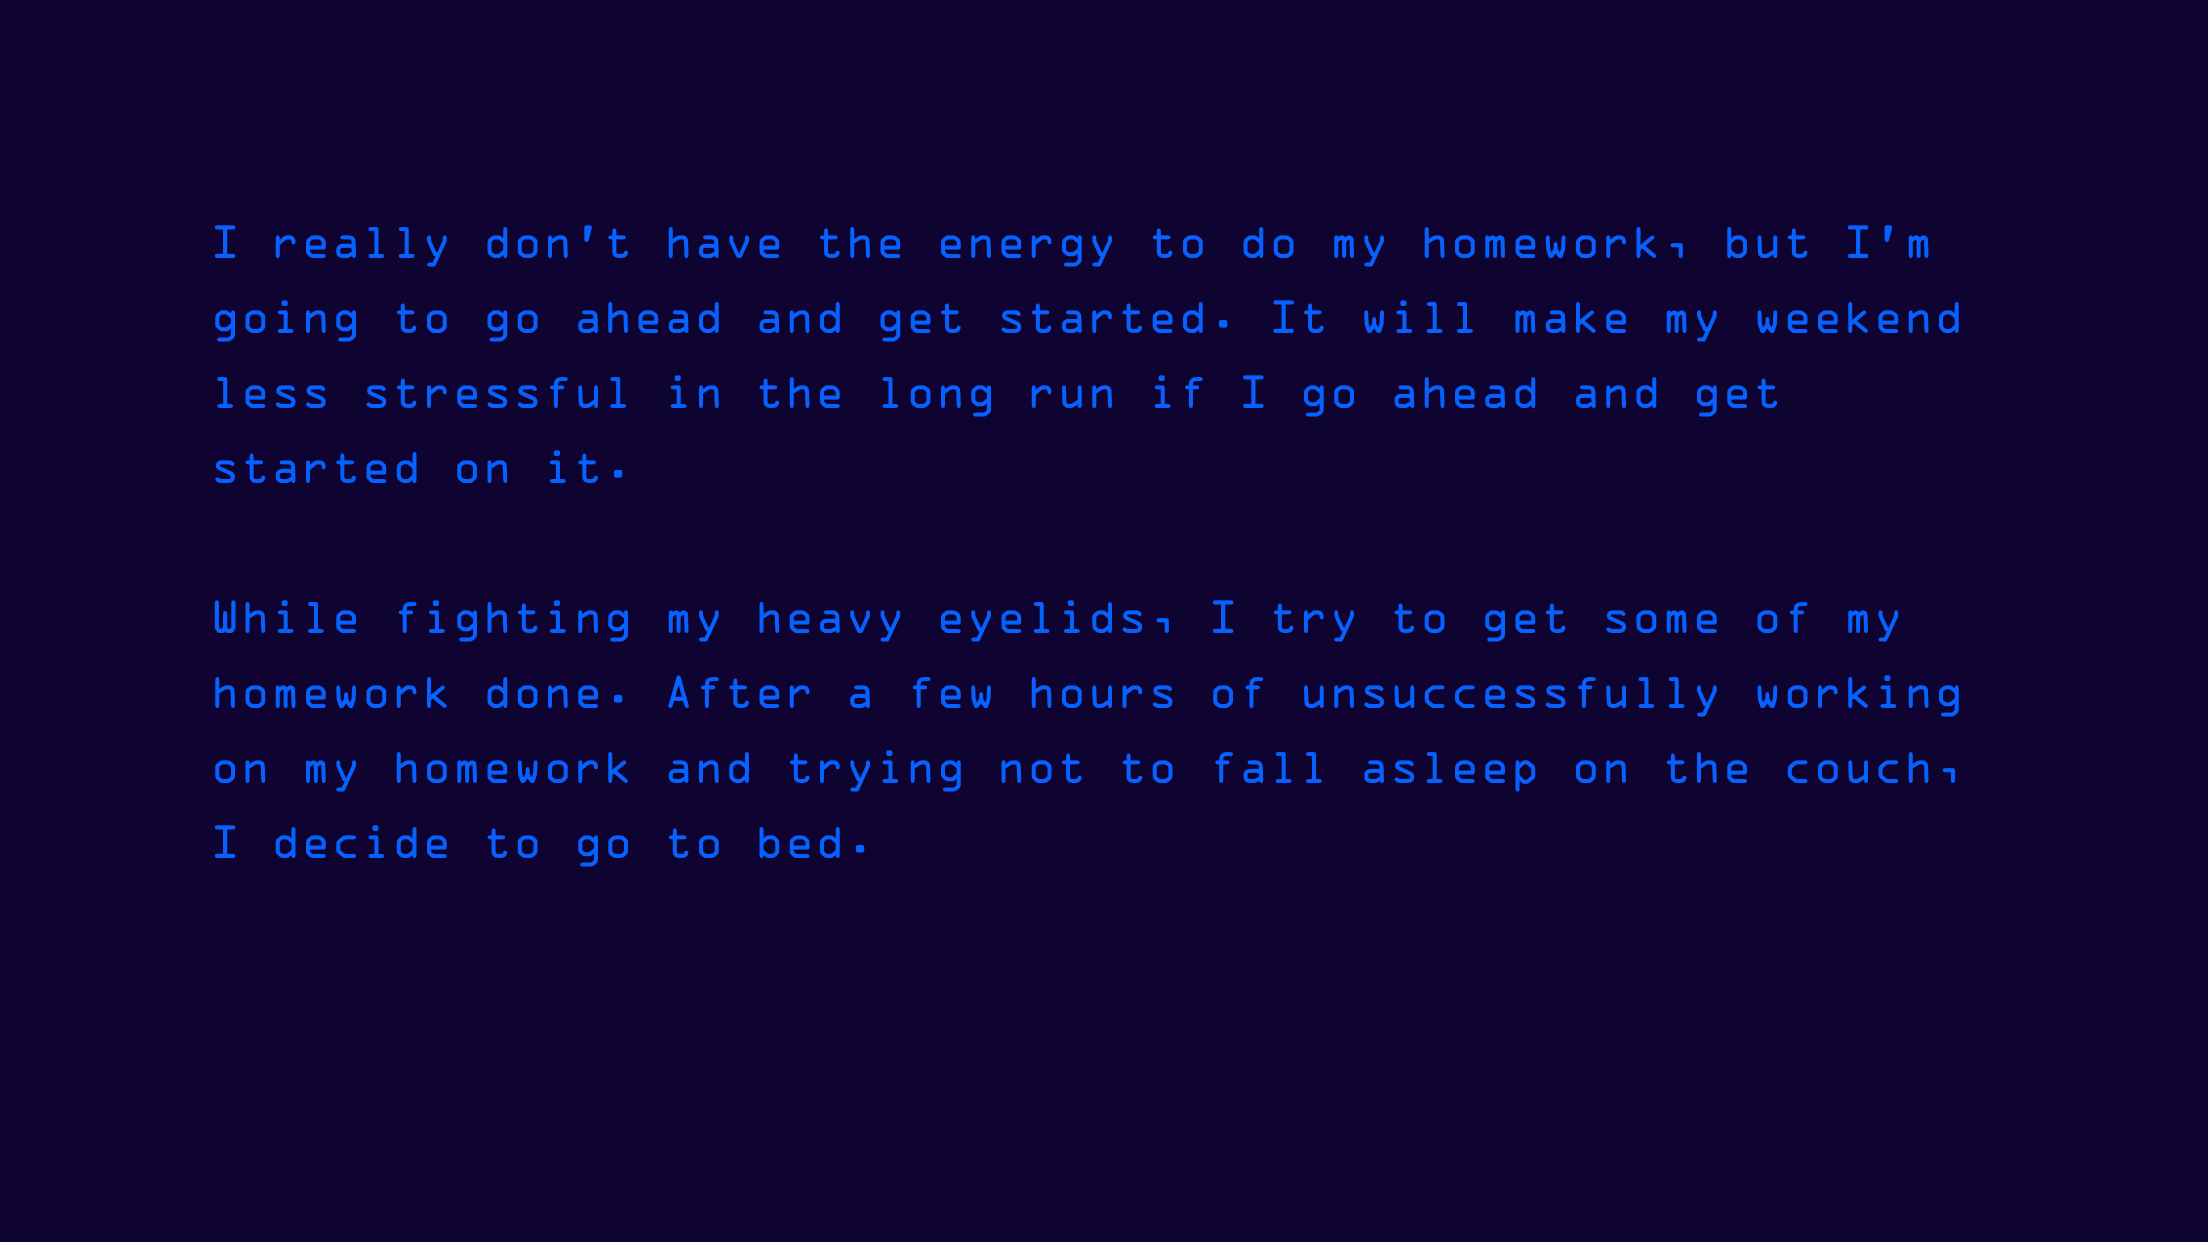 I really don't have the energy to do my homework, but I'm
going to go ahead and get started. It will make my weekend
less stressful in the long run if I go ahead and get
started on it.

While fighting my heavy eyelids, I try to get some of my
homework done. After a few hours of unsuccessfully working
on my homework and trying not to fall asleep on the couch,
I decide to go to bed.